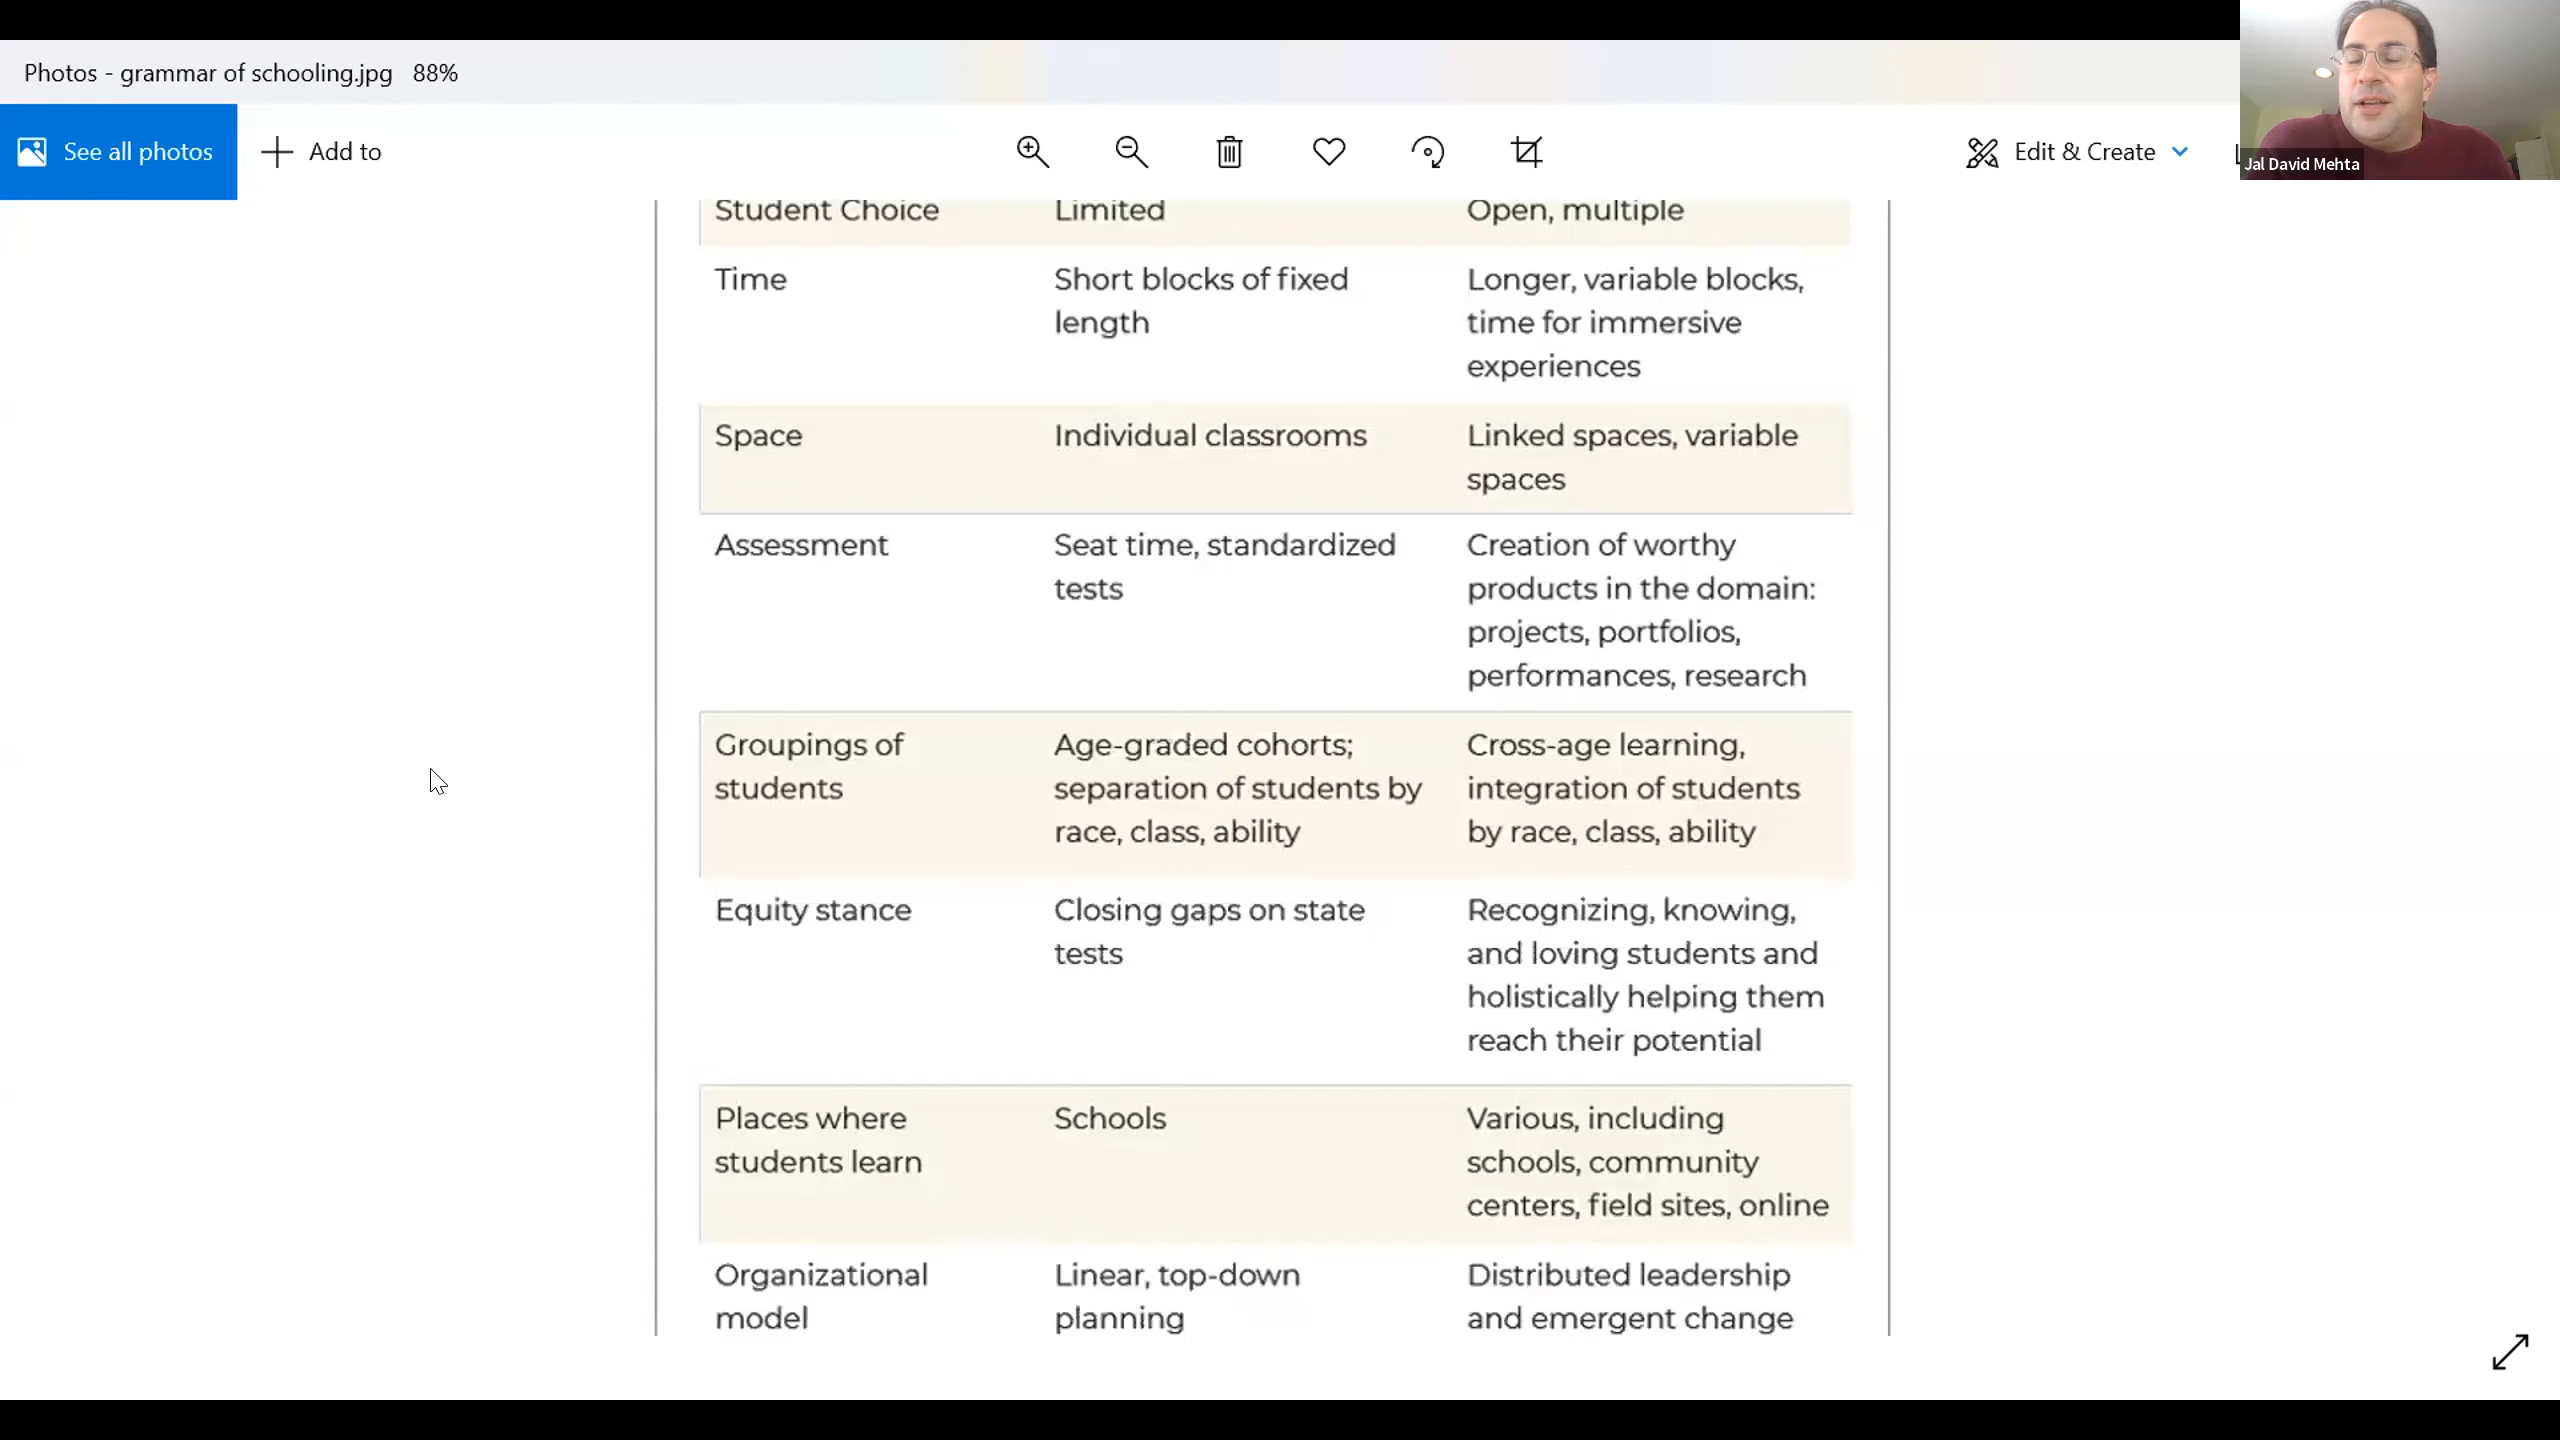 Photos - grammar of schooling.jpg 88%
See all photos
Add to
Edit & Create
Jal David Mehta
Student Choice Limited Open, multiple
Time Short blocks of fixed Longer, variable blocks,
length time for immersive
experiences
Space Individual classrooms Linked spaces, variable
spaces
Assessment Seat time, standardized Creation of worthy
tests products in the domain:
projects, portfolios,
performances, research
Groupings of Age-graded cohorts; Cross-age learning,
students separation of students by integration of students
race, class, ability by race, class, ability
Equity stance Closing gaps on state Recognizing, knowing,
tests and loving students and
holistically helping them
reach their potential
Places where Schools Various, including
students learn schools, community
centers, field sites, online
Organizational Linear, top-down Distributed leadership
model planning and emergent change